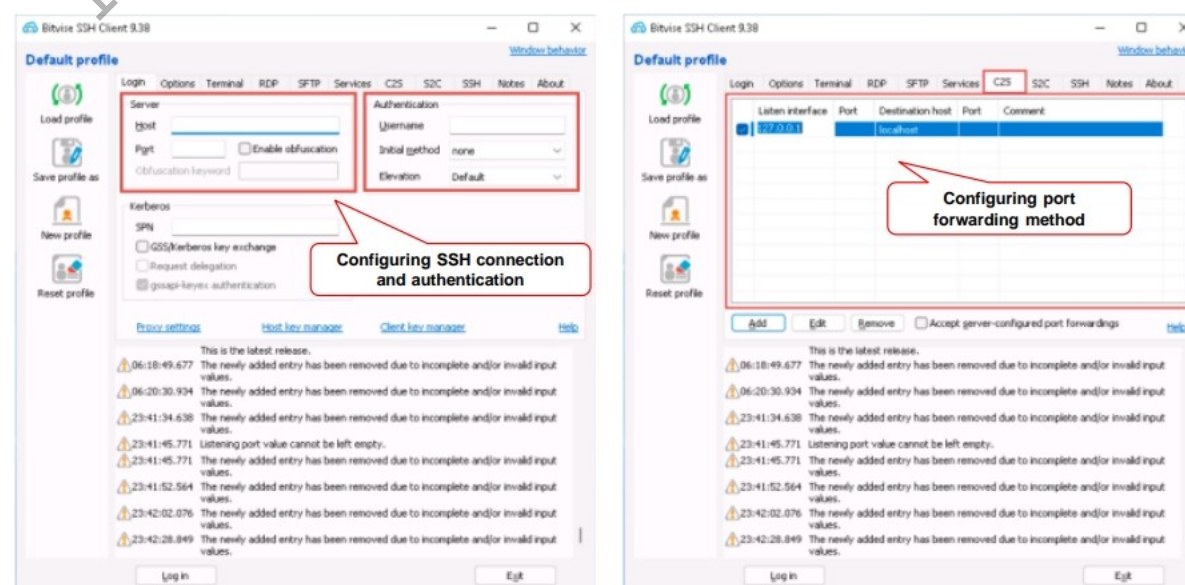 Bitvise SSH Client 9.38
Default profile
Window behavior
Load profile
Save profile as
New profile
Reset profile
Login Options Terminal RDP SFTP Services C2S S2C SSH Notes About
Server
Host
Port
Enable obfuscation
Obfuscation keyword
Authentication
Username
Initial method none
Elevation Default
Kerberos
SPN
GSS/Kerberos key exchange
Request delegation
gssapi-keyex authentication
Configuring SSH connection
and authentication
Proxy settings Host key manager Client key manager Help
This is the latest release.
06:18:49.677 The newly added entry has been removed due to incomplete and/or invalid input
values.
06:20:30.934 The newly added entry has been removed due to incomplete and/or invalid input
values.
23:41:34.638 The newly added entry has been removed due to incomplete and/or invalid input
values.
23:41:45.771 Listening port value cannot be left empty.
23:41:45.771 The newly added entry has been removed due to incomplete and/or invalid input
values.
23:41:52.564 The newly added entry has been removed due to incomplete and/or invalid input
values.
23:42:02.076 The newly added entry has been removed due to incomplete and/or invalid input
values.
23:42:28.849 The newly added entry has been removed due to incomplete and/or invalid input
values.
Log in Exit
Bitvise SSH Client 9.38
Default profile
Window behavi
Load profile
Save profile as
New profile
Reset profile
Login Options Terminal RDP SFTP Services C2S S2C SSH Notes About
Listen interface Port Destination host Port Comment
127.0.0.1 localhost
Configuring port
forwarding method
Add Edit Remove Accept server-configured port forwardings
Help
This is the latest release.
06:18:49.677 The newly added entry has been removed due to incomplete and/or invalid input
values.
06:20:30.934 The newly added entry has been removed due to incomplete and/or invalid input
values.
23:41:34.638 The newly added entry has been removed due to incomplete and/or invalid input
values.
23:41:45.771 Listening port value cannot be left empty.
23:41:45.771 The newly added entry has been removed due to incomplete and/or invalid input
values.
23:41:52.564 The newly added entry has been removed due to incomplete and/or invalid input
values.
23:42:02.076 The newly added entry has been removed due to incomplete and/or invalid input
values.
23:42:28.849 The newly added entry has been removed due to incomplete and/or invalid input
values.
Log in Exit